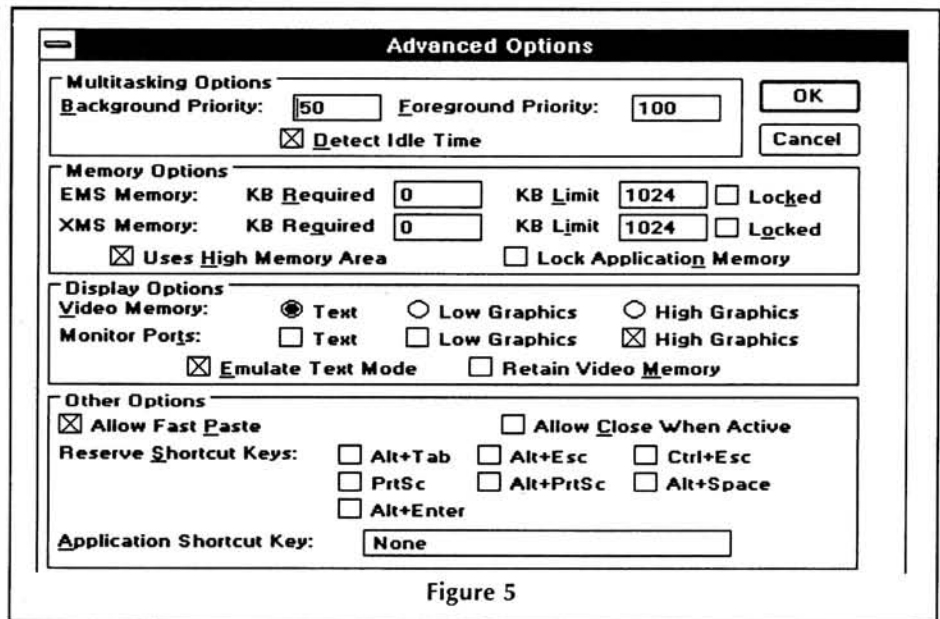 Advanced Options
Multitasking Options
Background Priority: 50 Foreground Priority: 100
Detect Idle Time
OK
Cancel
Memory Options
EMS Memory: KB Required 0 KB Limit 1024 Locked
XMS Memory: KB Required 0 KB Limit 1024 Locked
Uses High Memory Area Lock Application Memory
Display Options
Video Memory: Text Low Graphics High Graphics
Monitor Ports: Text Low Graphics High Graphics
Emulate Text Mode Retain Video Memory
Other Options
Allow Fast Paste Allow Close When Active
Reserve Shortcut Keys: Alt+Tab Alt+Esc Ctrl+Esc
PrtSc Alt+PrtSc Alt+Space
Alt+Enter
Application Shortcut Key: None
Figure 5